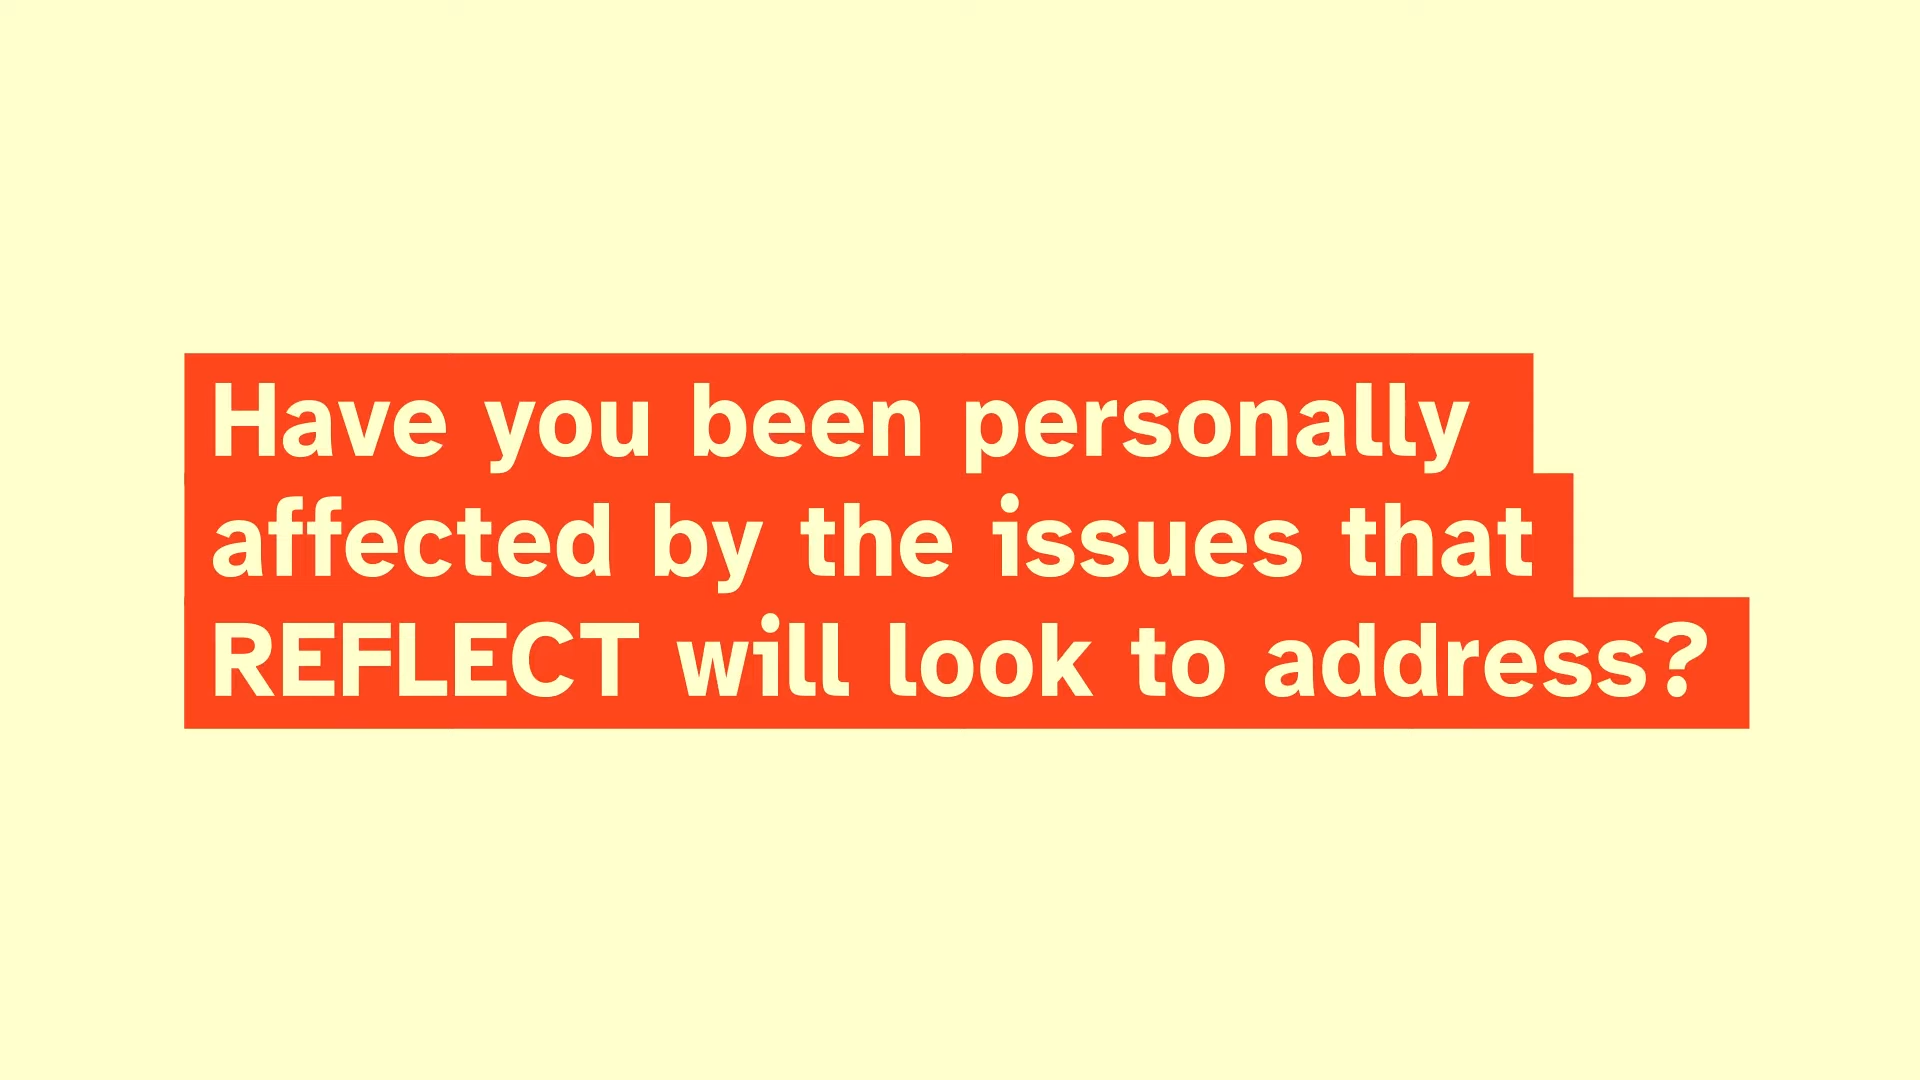 Have you been personally
affected by the issues that
REFLECT will look to address?